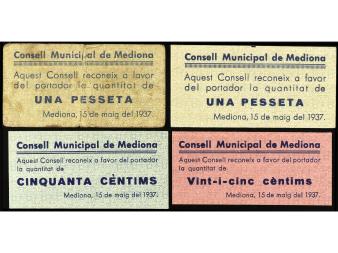 Consell Municipal de Mediona
Aquest Consell reconeix a favor
del portador la quantitat de
UNA PESSETA
Mediona, 15 de maig del 1937.
Consell Municipal de Mediona
Aquest Consell reconeix a favor
del portador la quantitat de
UNA PESSETA
Mediona, 15 de maig del 1937.
Consell Municipal de Mediona
Aquest Consell reconeix a favor del portador
la quantitat de
CINQUANTA CÈNTIMS
Mediona, 15 de maig del 1937.
Consell Municipal de Mediona
Aquest Consell reconeix a favor del portador
la quantitat de
Vint-i-cinc cèntims
Mediona, 15 de maig del 1937.